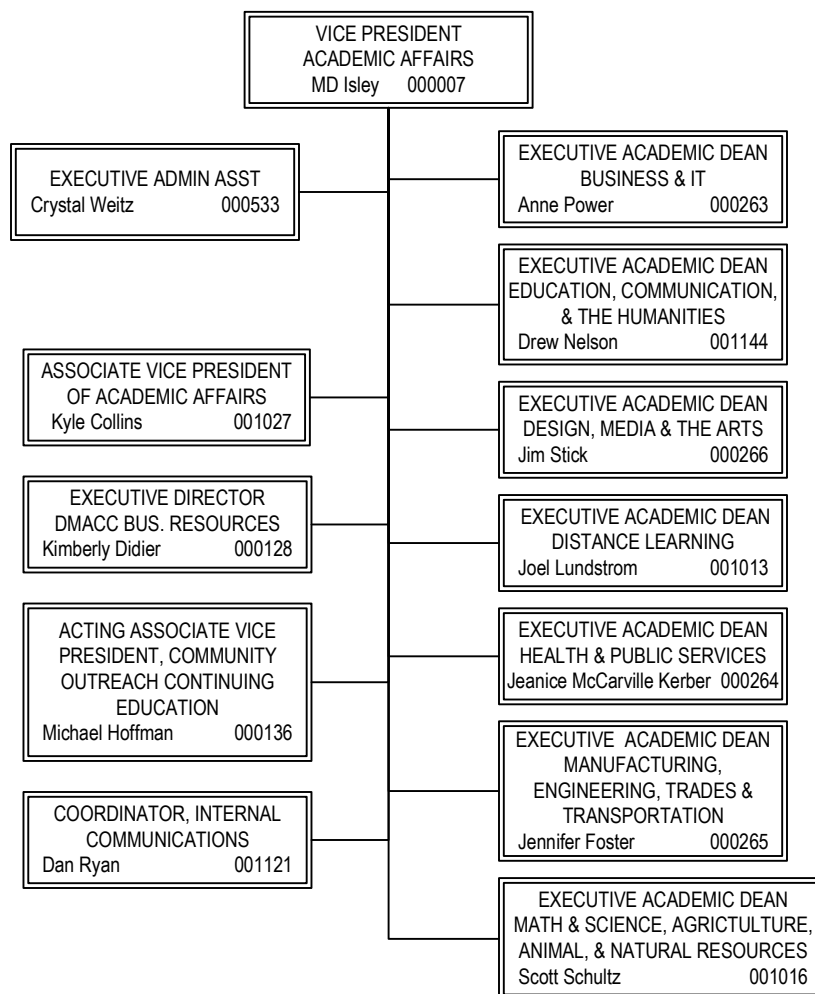 VICE PRESIDENT
ACADEMIC AFFAIRS
MD Isley 000007
EXECUTIVE ADMIN ASST
Crystal Weitz 000533
ASSOCIATE VICE PRESIDENT
OF ACADEMIC AFFAIRS
Kyle Collins 001027
EXECUTIVE DIRECTOR
DMACC BUS. RESOURCES
Kimberly Didier 000128
ACTING ASSOCIATE VICE
PRESIDENT, COMMUNITY
OUTREACH CONTINUING
EDUCATION
Michael Hoffman 000136
COORDINATOR, INTERNAL
COMMUNICATIONS
Dan Ryan 001121
EXECUTIVE ACADEMIC DEAN
BUSINESS & IT
Anne Power 000263
EXECUTIVE ACADEMIC DEAN
EDUCATION, COMMUNICATION,
& THE HUMANITIES
Drew Nelson 001144
EXECUTIVE ACADEMIC DEAN
DESIGN, MEDIA & THE ARTS
Jim Stick 000266
EXECUTIVE ACADEMIC DEAN
DISTANCE LEARNING
Joel Lundstrom 001013
EXECUTIVE ACADEMIC DEAN
HEALTH & PUBLIC SERVICES
Jeanice McCarville Kerber 000264
EXECUTIVE ACADEMIC DEAN
MANUFACTURING,
ENGINEERING, TRADES &
TRANSPORTATION
Jennifer Foster 000265
EXECUTIVE ACADEMIC DEAN
MATH & SCIENCE, AGRICTULTURE,
ANIMAL, & NATURAL RESOURCES
Scott Schultz 001016